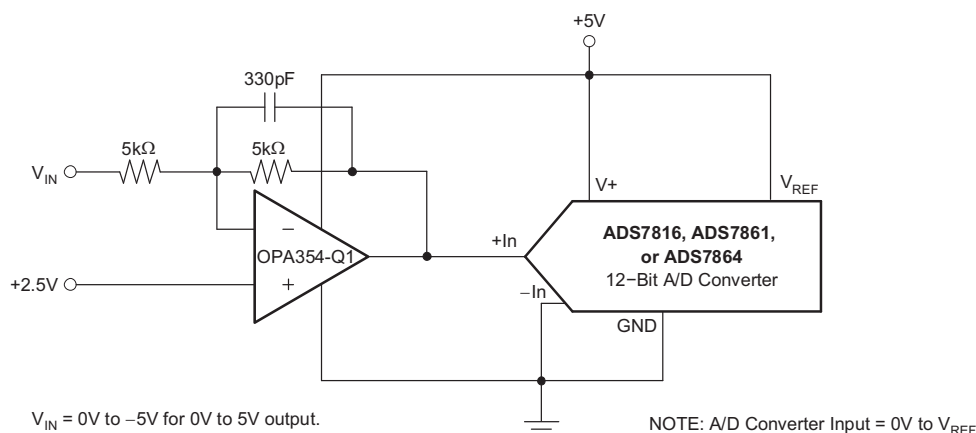 +5V
330pF
5kΩ
5kΩ
V_IN
V+
V_REF
−
OPA354-Q1
+
+2.5V
+In
ADS7816, ADS7861,
or ADS7864
12−Bit A/D Converter
−In
GND
V_IN = 0V to −5V for 0V to 5V output.
NOTE: A/D Converter Input = 0V to V_REF